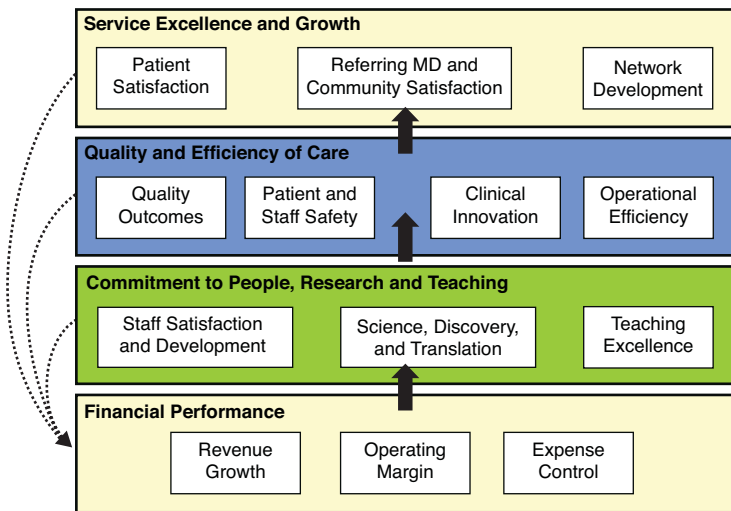 Service Excellence and Growth
Patient
Satisfaction
Referring MD and
Community Satisfaction
Network
Development
Quality and Efficiency of Care
Quality
Outcomes
Patient and
Staff Safety
Clinical
Innovation
Operational
Efficiency
Commitment to People, Research and Teaching
Staff Satisfaction
and Development
Science, Discovery,
and Translation
Teaching
Excellence
Financial Performance
Revenue
Growth
Operating
Margin
Expense
Control